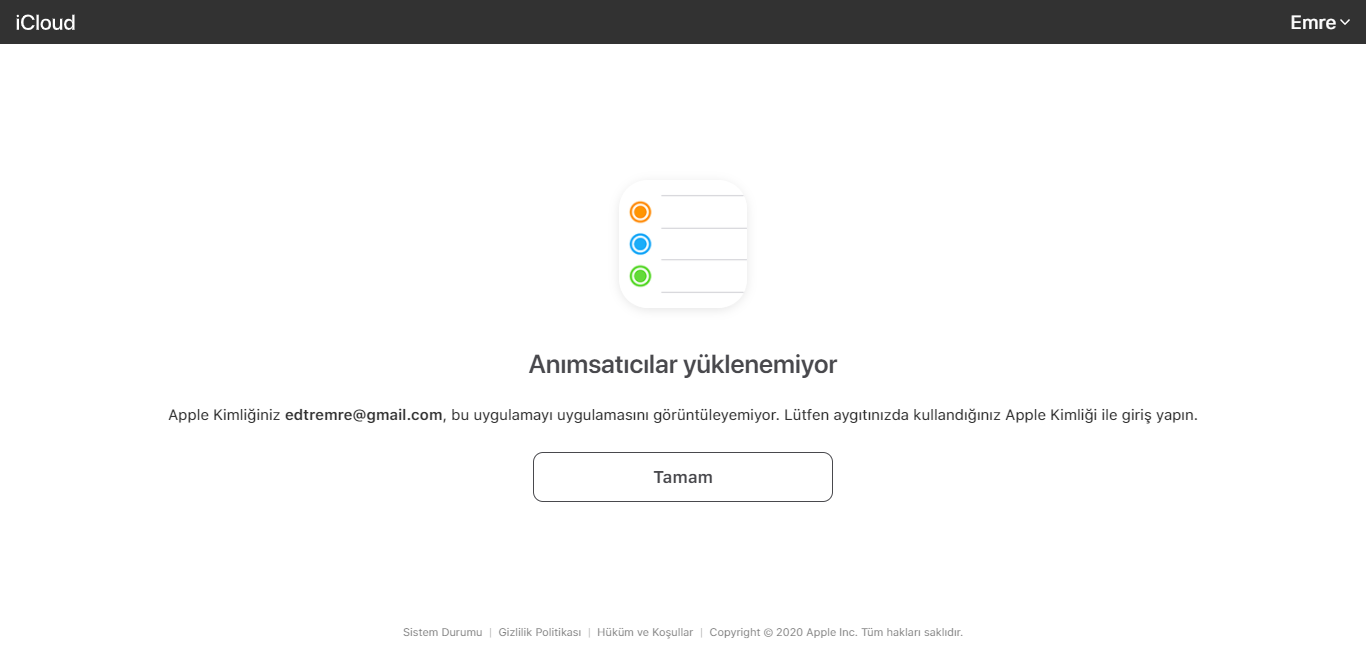 iCloud
Emre
Anımsatıcılar yüklenemiyor
Apple Kimliğiniz edtremre@gmail.com, bu uygulamayı uygulamasını görüntüleyemiyor. Lütfen aygıtınızda kullandığınız Apple Kimliği ile giriş yapın.
Tamam
Sistem Durumu | Gizlilik Politikası | Hüküm ve Koşullar | Copyright © 2020 Apple Inc. Tüm hakları saklıdır.